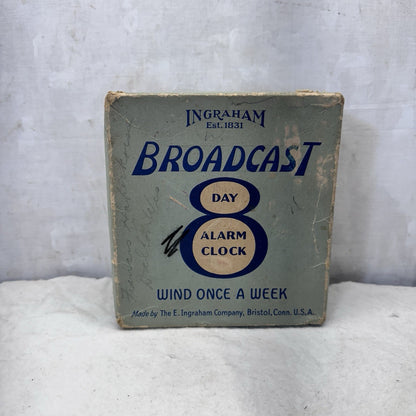 INGRAHAM
Est. 1831
BROADCAST
8
DAY
ALARM
CLOCK
WIND ONCE A WEEK
Made by The E. Ingraham Company, Bristol, Conn. U.S.A.